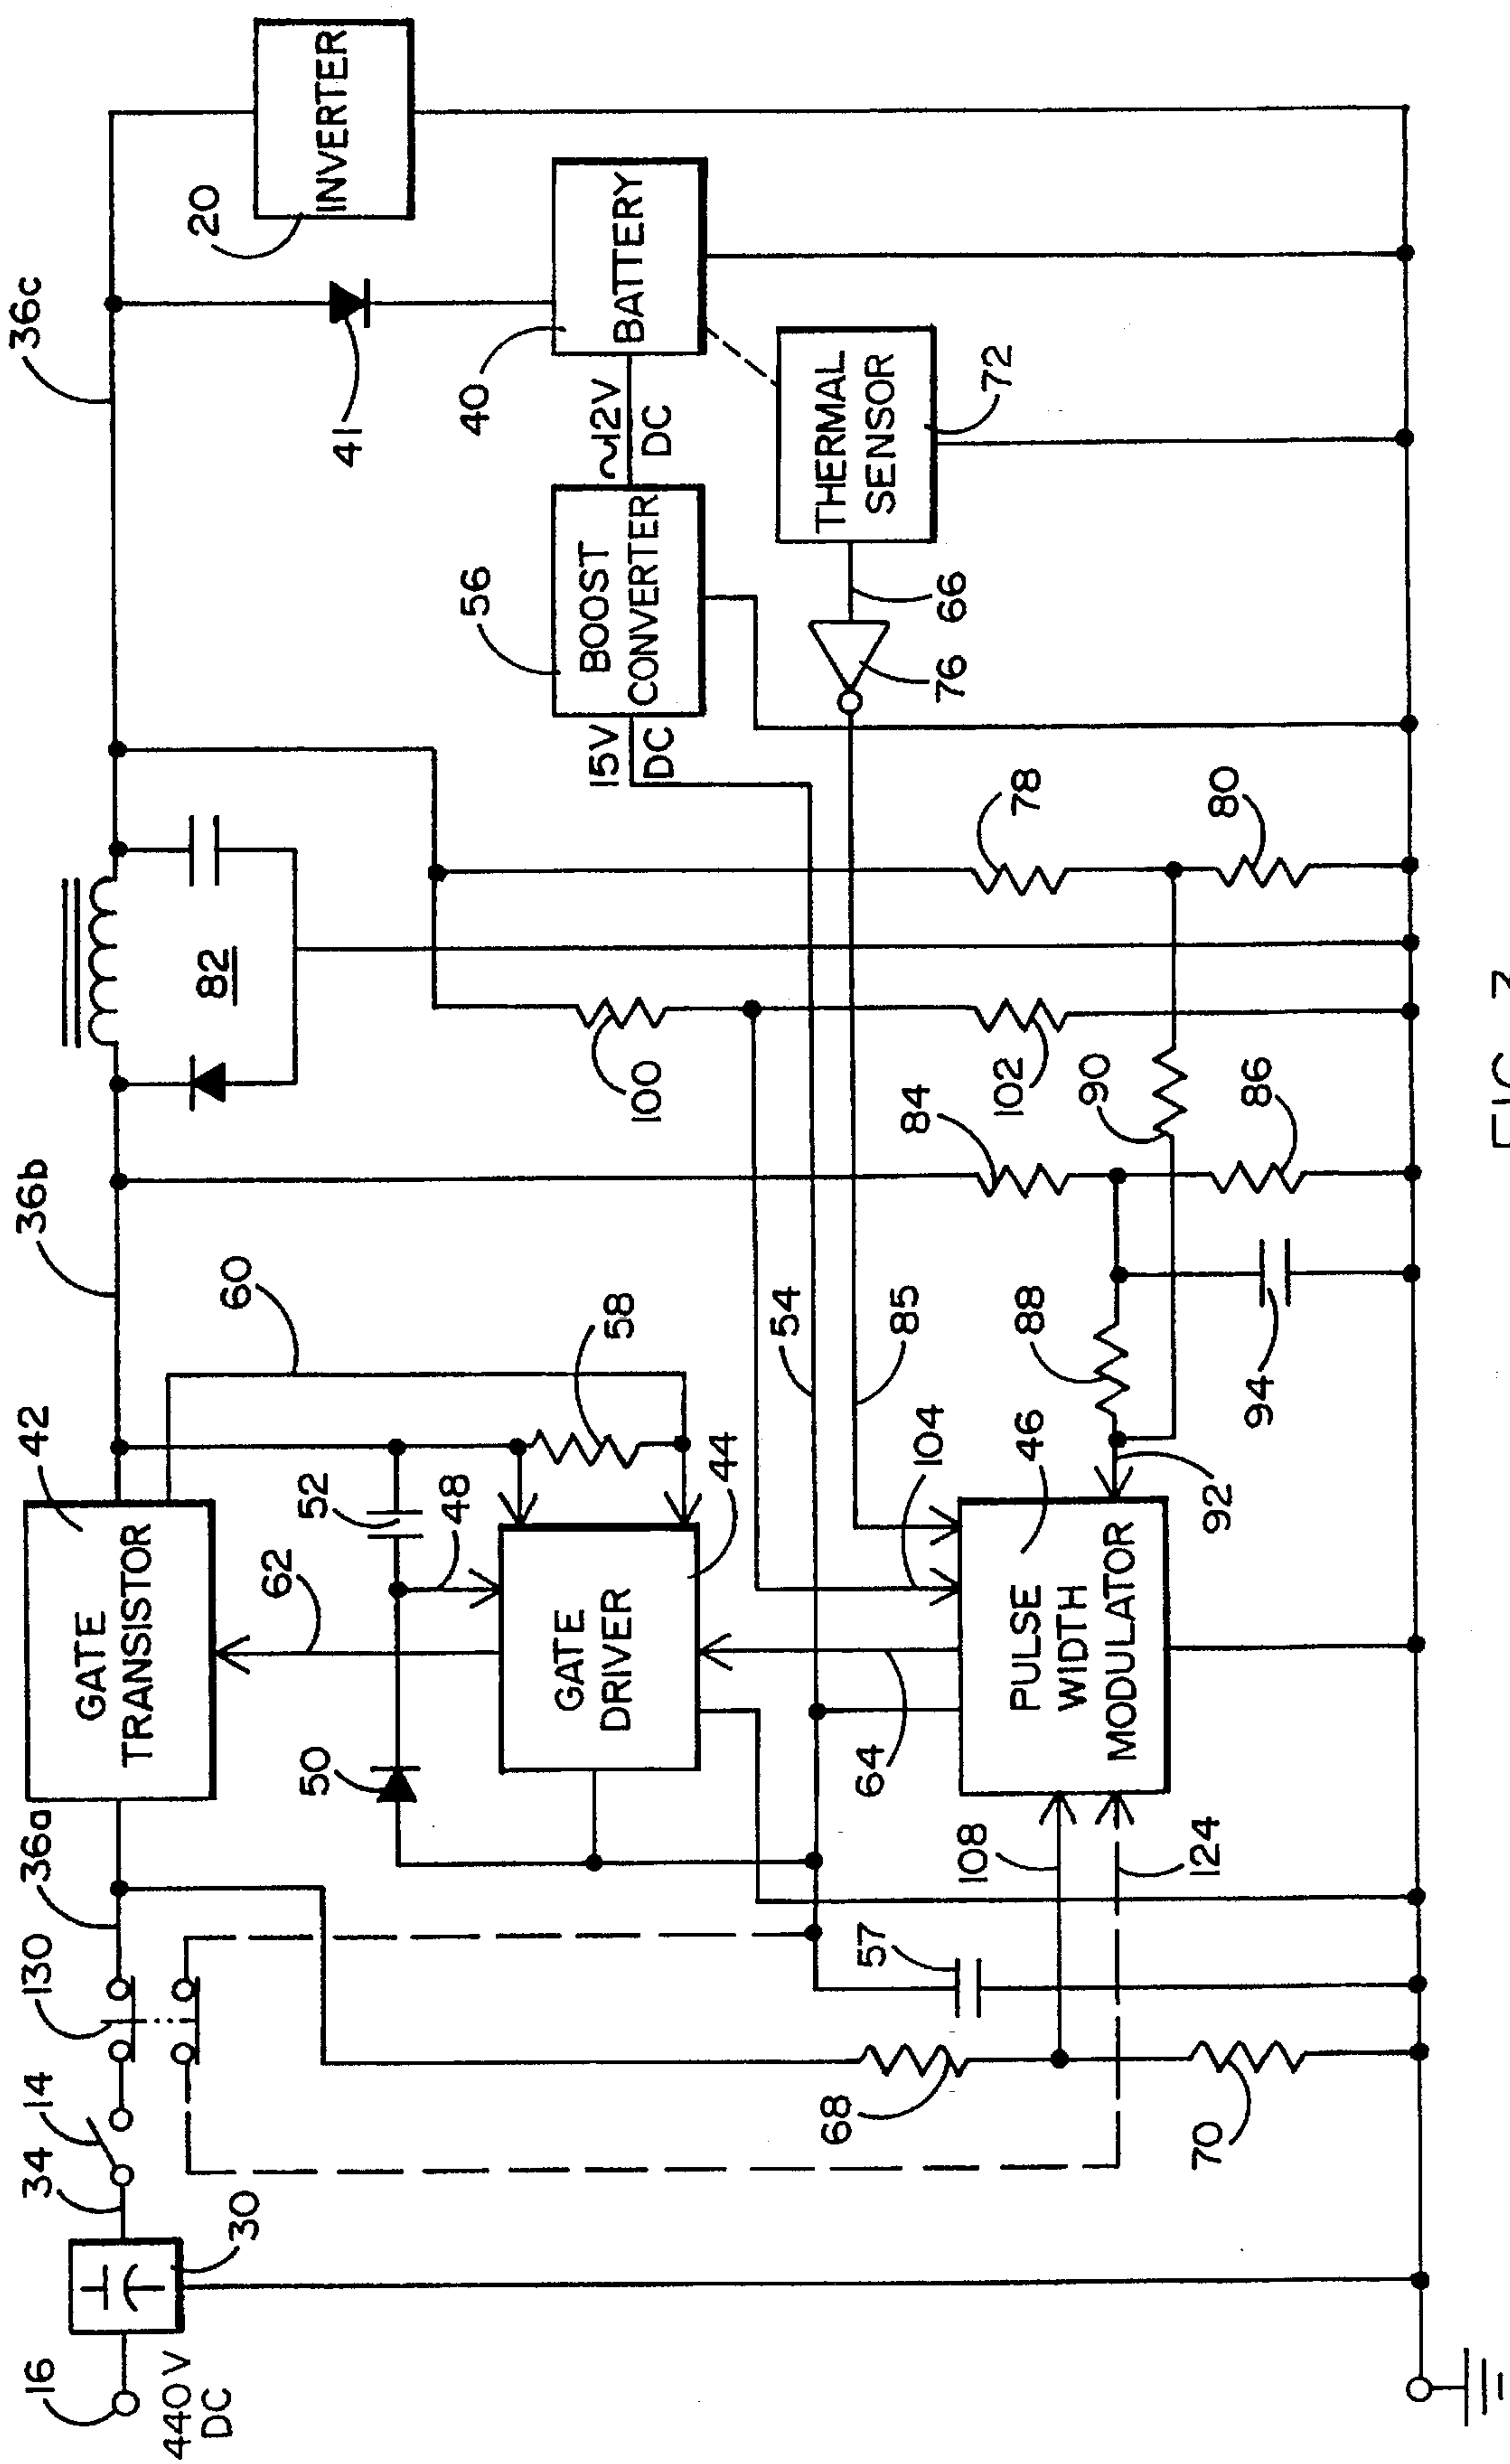 36c
20
INVERTER
41
40
BATTERY
~12V
DC
56
BOOST
CONVERTER
15V
DC
THERMAL
SENSOR
72
66
76
78
80
82
100
102
90
84
86
36b
60
58
54
85
88
94
42
GATE
TRANSISTOR
52
48
44
62
GATE
DRIVER
50
104
46
92
PULSE
WIDTH
MODULATOR
64
108
124
36a
130
57
14
34
68
70
30
16
440V
DC